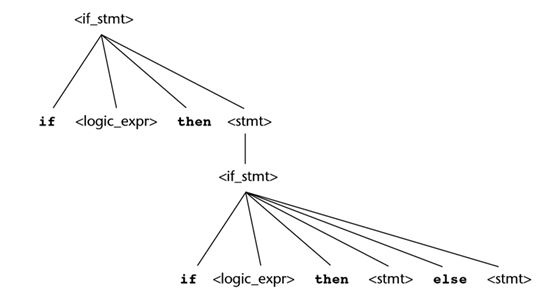 <if_stmt>
if <logic_expr> then <stmt>
<if_stmt>
if <logic_expr> then <stmt> else <stmt>